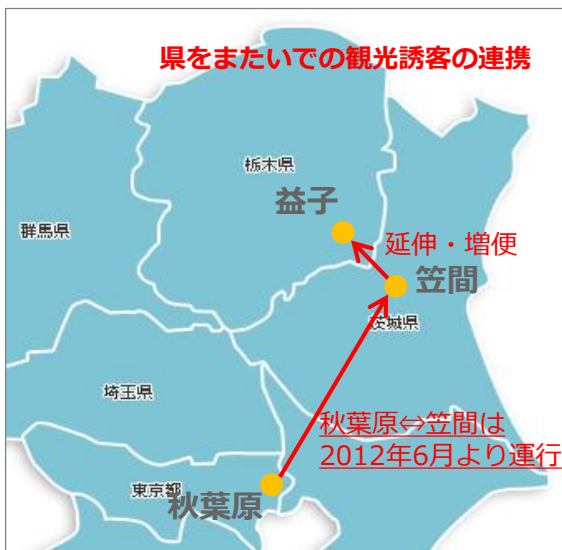 県をまたいでの観光誘客の連携
栃木県
益子
群馬県
延伸・増便
笠間
茨城県
埼玉県
秋葉原⇔笠間は
2012年6月より運行
東京都
秋葉原